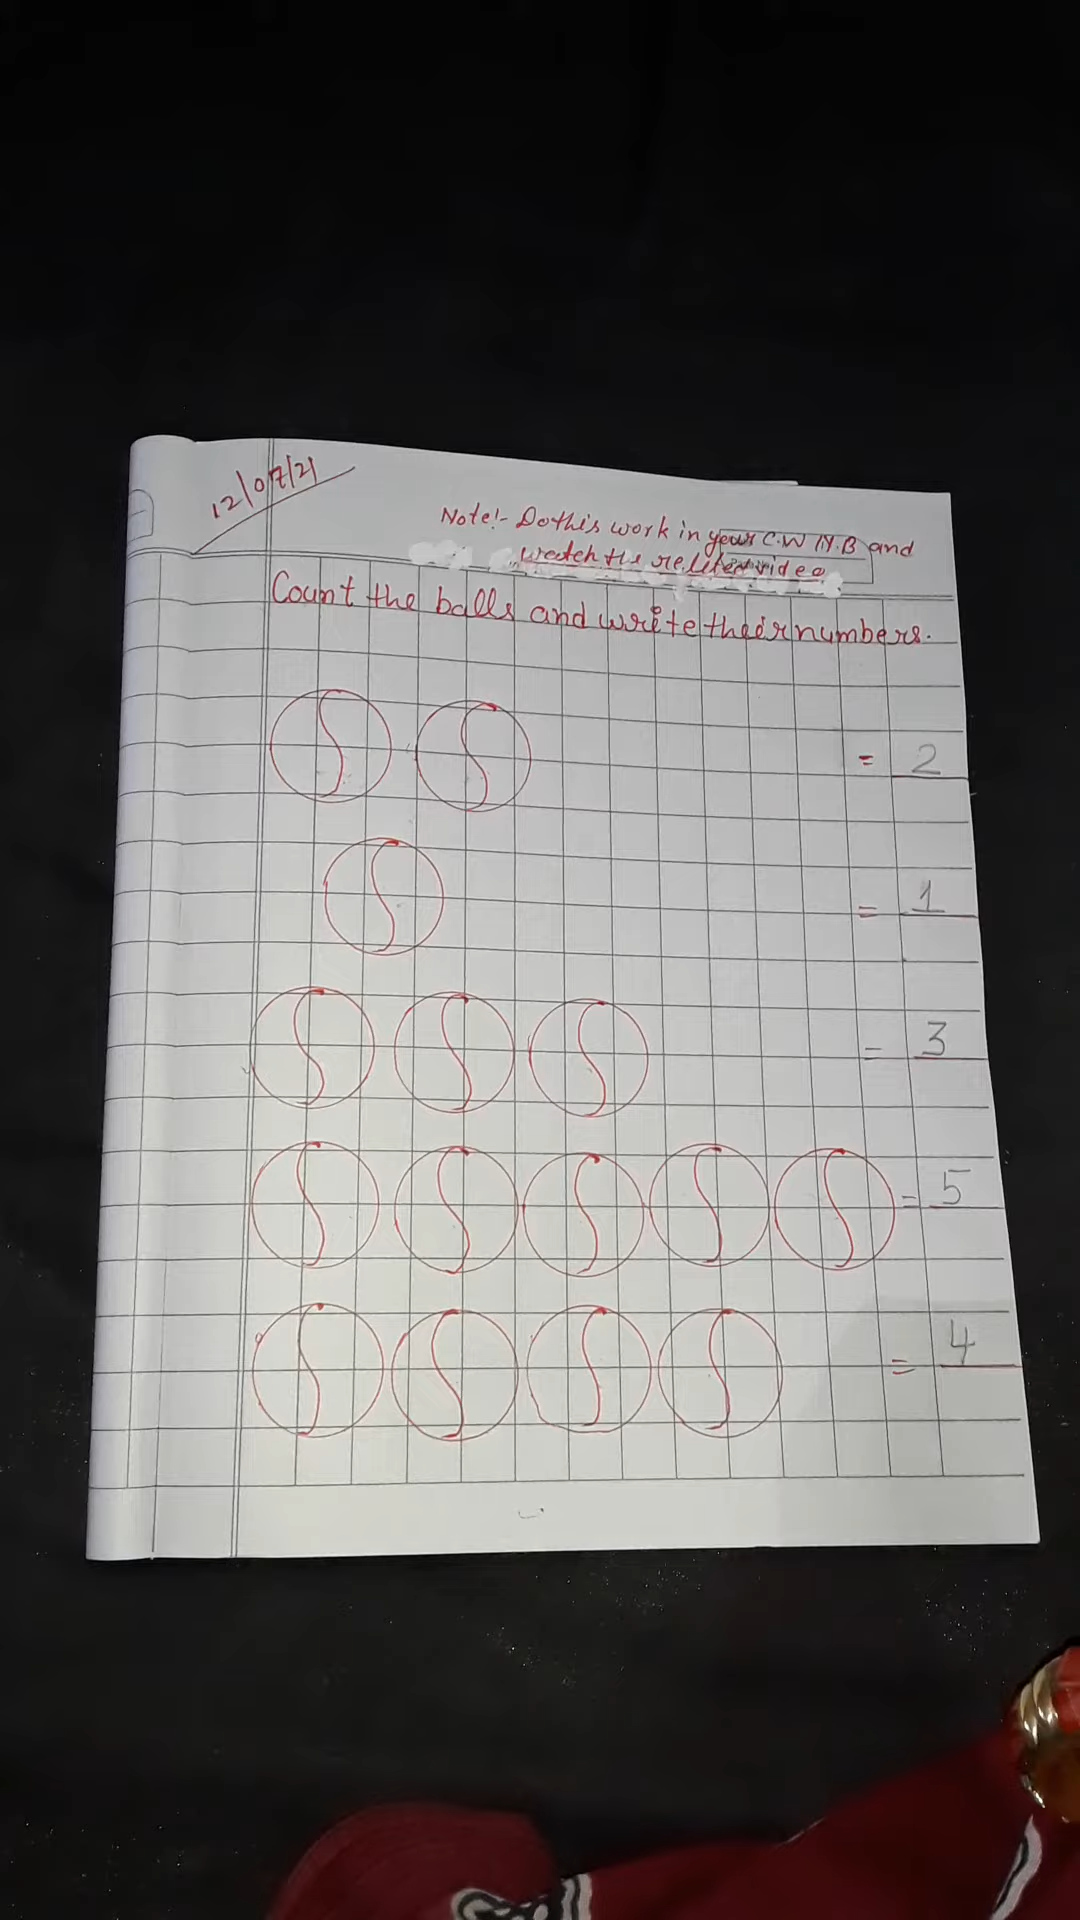 12/07/21
Note!- Do this work in your C.W N.B and
watch the related video
Count the balls and write their numbers.
= 2
= 1
= 3
= 5
= 4